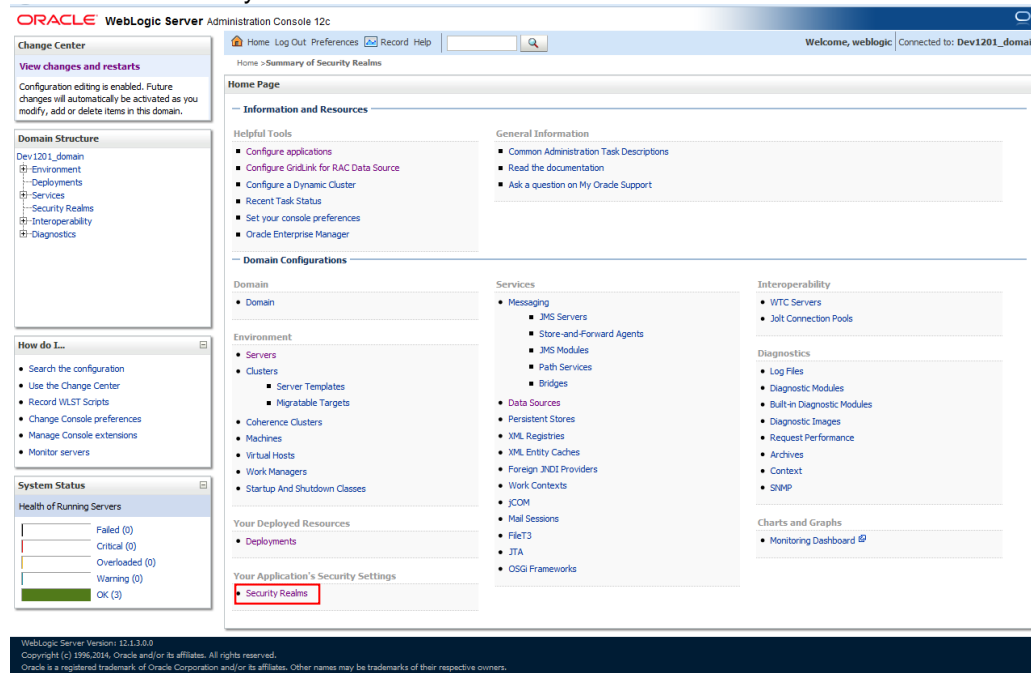 ORACLE WebLogic Server Administration Console 12c
Change Center
View changes and restarts
Configuration editing is enabled. Future
changes will automatically be activated as you
modify, add or delete items in this domain.
Domain Structure
Dev1201_domain
Environment
Deployments
Services
Security Realms
Interoperability
Diagnostics
How do I...
Search the configuration
Use the Change Center
Record WLST Scripts
Change Console preferences
Manage Console extensions
Monitor servers
System Status
Health of Running Servers
Failed (0)
Critical (0)
Overloaded (0)
Warning (0)
OK (3)
Home Log Out Preferences Record Help
Welcome, weblogic Connected to: Dev1201_domai
Home >Summary of Security Realms
Home Page
Information and Resources
Helpful Tools
Configure applications
Configure GridLink for RAC Data Source
Configure a Dynamic Cluster
Recent Task Status
Set your console preferences
Oracle Enterprise Manager
General Information
Common Administration Task Descriptions
Read the documentation
Ask a question on My Oracle Support
Domain Configurations
Domain
Domain
Environment
Servers
Clusters
Server Templates
Migratable Targets
Coherence Clusters
Machines
Virtual Hosts
Work Managers
Startup And Shutdown Classes
Your Deployed Resources
Deployments
Your Application's Security Settings
Security Realms
Services
Messaging
JMS Servers
Store-and-Forward Agents
JMS Modules
Path Services
Bridges
Data Sources
Persistent Stores
XML Registries
XML Entity Caches
Foreign JNDI Providers
Work Contexts
jCOM
Mail Sessions
FileT3
JTA
OSGi Frameworks
Interoperability
WTC Servers
Jolt Connection Pools
Diagnostics
Log Files
Diagnostic Modules
Built-in Diagnostic Modules
Diagnostic Images
Request Performance
Archives
Context
SNMP
Charts and Graphs
Monitoring Dashboard
WebLogic Server Version: 12.1.3.0.0
Copyright (c) 1996,2014, Oracle and/or its affiliates. All rights reserved.
Oracle is a registered trademark of Oracle Corporation and/or its affiliates. Other names may be trademarks of their respective owners.